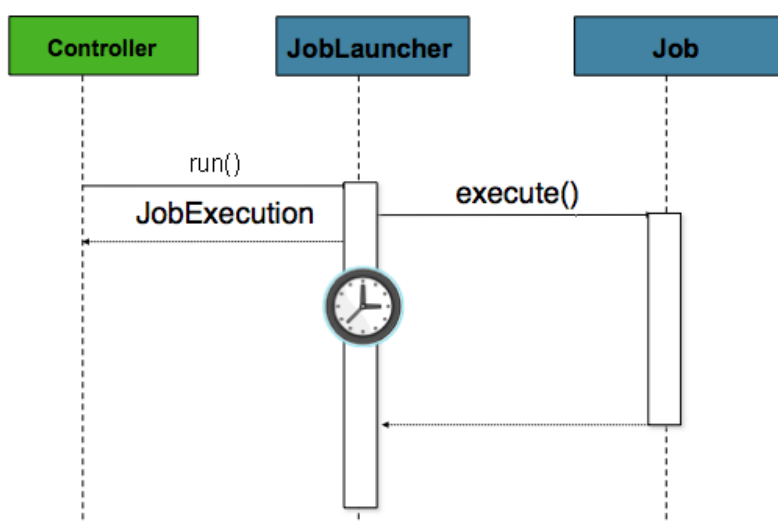 Controller
JobLauncher
Job
run()
execute()
JobExecution